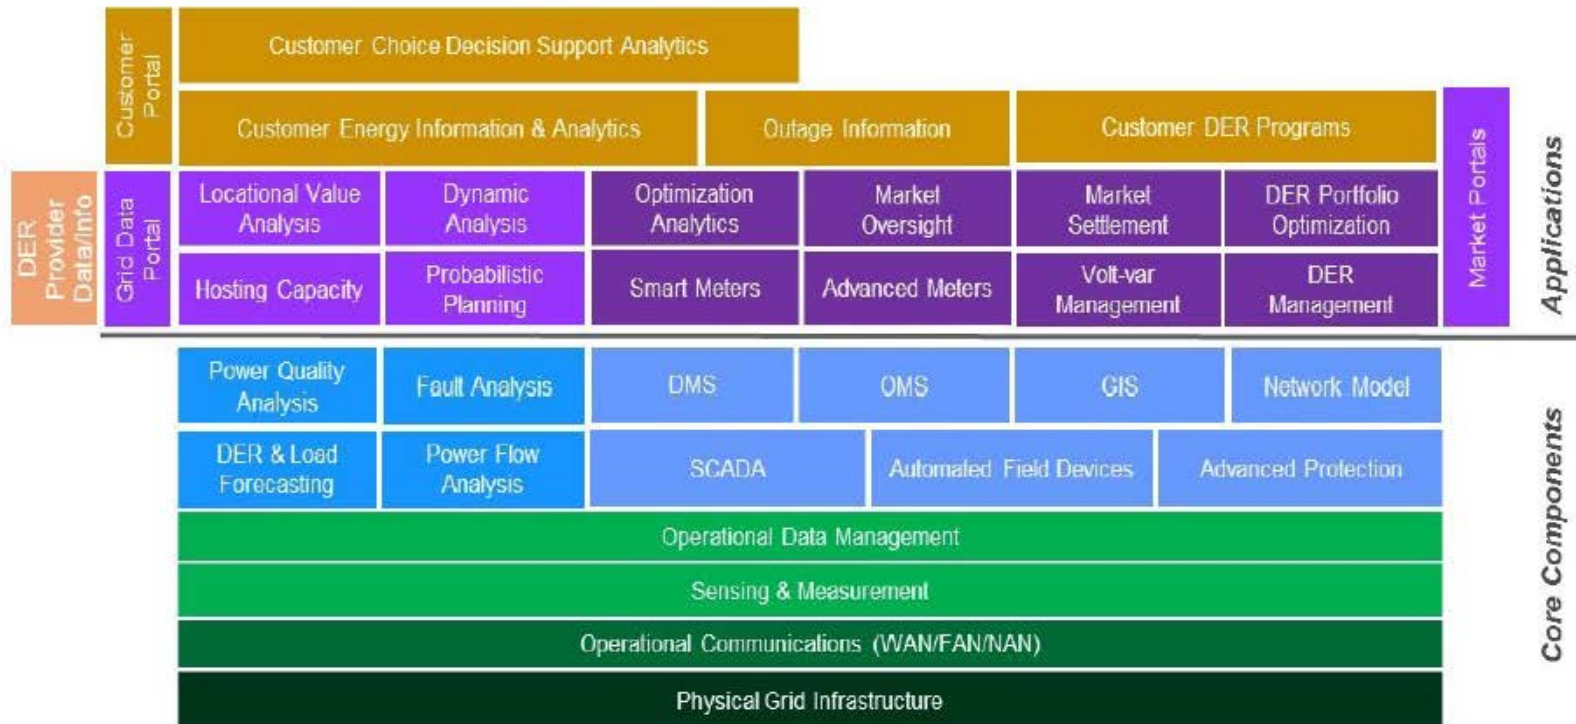 Customer
Portal
Customer Choice Decision Support Analytics
Customer Energy Information & Analytics
Outage Information
Customer DER Programs
DER
Provider
Data/Info
Grid Data
Portal
Locational Value
Analysis
Dynamic
Analysis
Optimization
Analytics
Market
Oversight
Market
Settlement
DER Portfolio
Optimization
Hosting Capacity
Probabilistic
Planning
Smart Meters
Advanced Meters
Volt-var
Management
DER
Management
Market Portals
Applications
Power Quality
Analysis
Fault Analysis
DMS
OMS
GIS
Network Model
DER & Load
Forecasting
Power Flow
Analysis
SCADA
Automated Field Devices
Advanced Protection
Operational Data Management
Sensing & Measurement
Operational Communications (WAN/FAN/NAN)
Physical Grid Infrastructure
Core Components